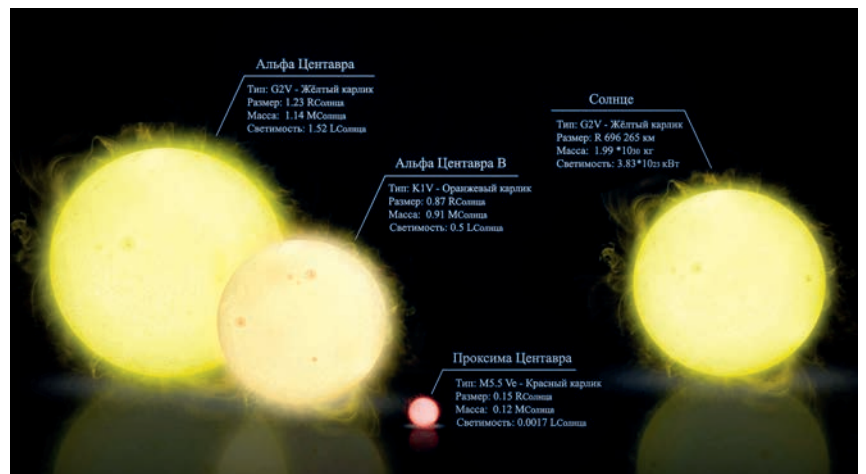 Альфа Центавра
Тип: G2V - Жёлтый карлик
Размер: 1.23 RСолнца
Масса: 1.14 MСолнца
Светимость: 1.52 LСолнца
Альфа Центавра B
Тип: K1V - Оранжевый карлик
Размер: 0.87 RСолнца
Масса: 0.91 MСолнца
Светимость: 0.5 LСолнца
Проксима Центавра
Тип: M5.5 Ve - Красный карлик
Размер: 0.15 RСолнца
Масса: 0.12 MСолнца
Светимость: 0.0017 LСолнца
Солнце
Тип: G2V - Жёлтый карлик
Размер: R 696 265 км
Масса: 1.99 *1030 кг
Светимость: 3.83*1023 кВт